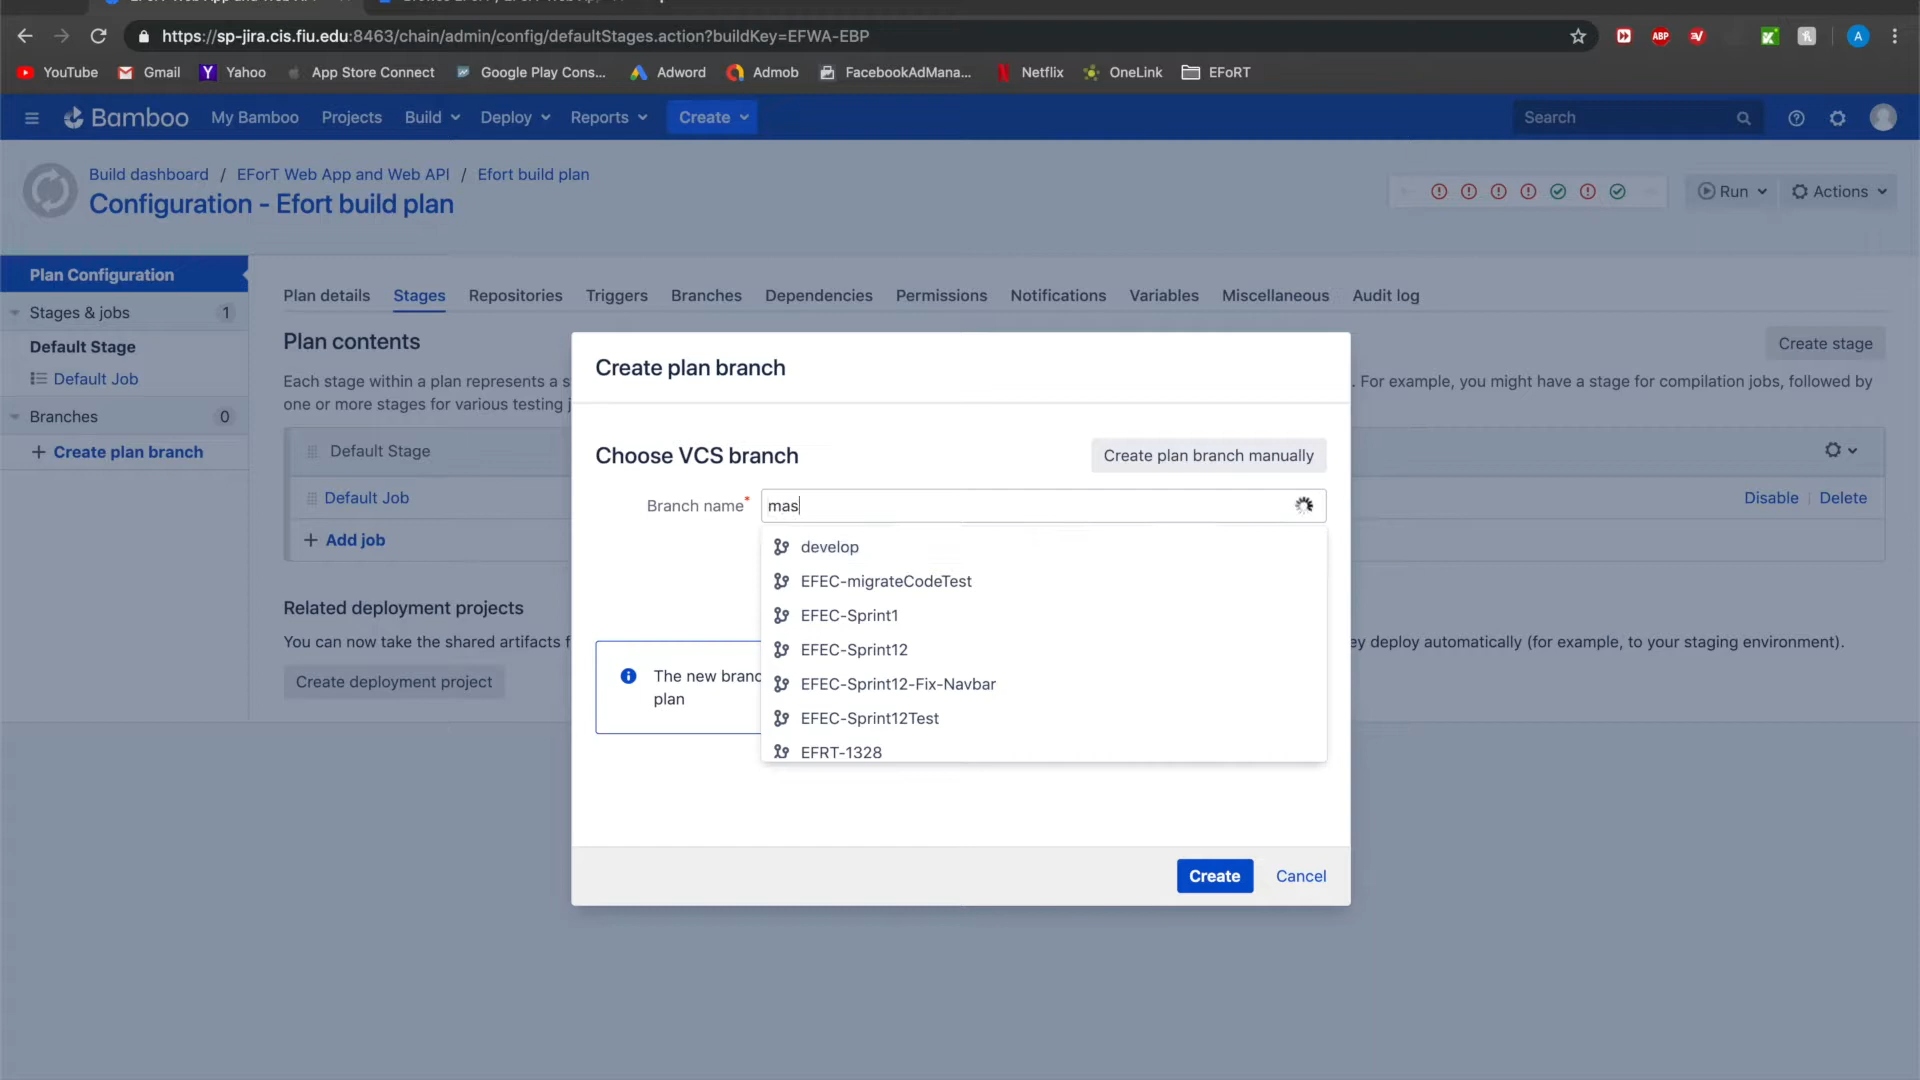 https://sp-jira.cis.fiu.edu:8463/chain/admin/config/defaultStages.action?buildKey=EFWA-EBP
ABP
A
YouTube Gmail Yahoo App Store Connect Google Play Cons... Adword Admob FacebookAdMana... Netflix OneLink EFoRT
Bamboo My Bamboo Projects Build Deploy Reports Create Search
Build dashboard / EForT Web App and Web API / Efort build plan
Configuration - Efort build plan
Run Actions
Plan Configuration
Stages & jobs 1
Default Stage
Default Job
Branches 0
Create plan branch
Plan details Stages Repositories Triggers Branches Dependencies Permissions Notifications Variables Miscellaneous Audit log
Plan contents
Create stage
Each stage within a plan represents a s
. For example, you might have a stage for compilation jobs, followed by
one or more stages for various testing j
Default Stage
Default Job
Disable Delete
Add job
Related deployment projects
You can now take the shared artifacts f
ey deploy automatically (for example, to your staging environment).
Create deployment project
Create plan branch
Choose VCS branch
Create plan branch manually
Branch name* mas
develop
EFEC-migrateCodeTest
EFEC-Sprint1
EFEC-Sprint12
EFEC-Sprint12-Fix-Navbar
EFEC-Sprint12Test
EFRT-1328
The new branc
plan
Create Cancel